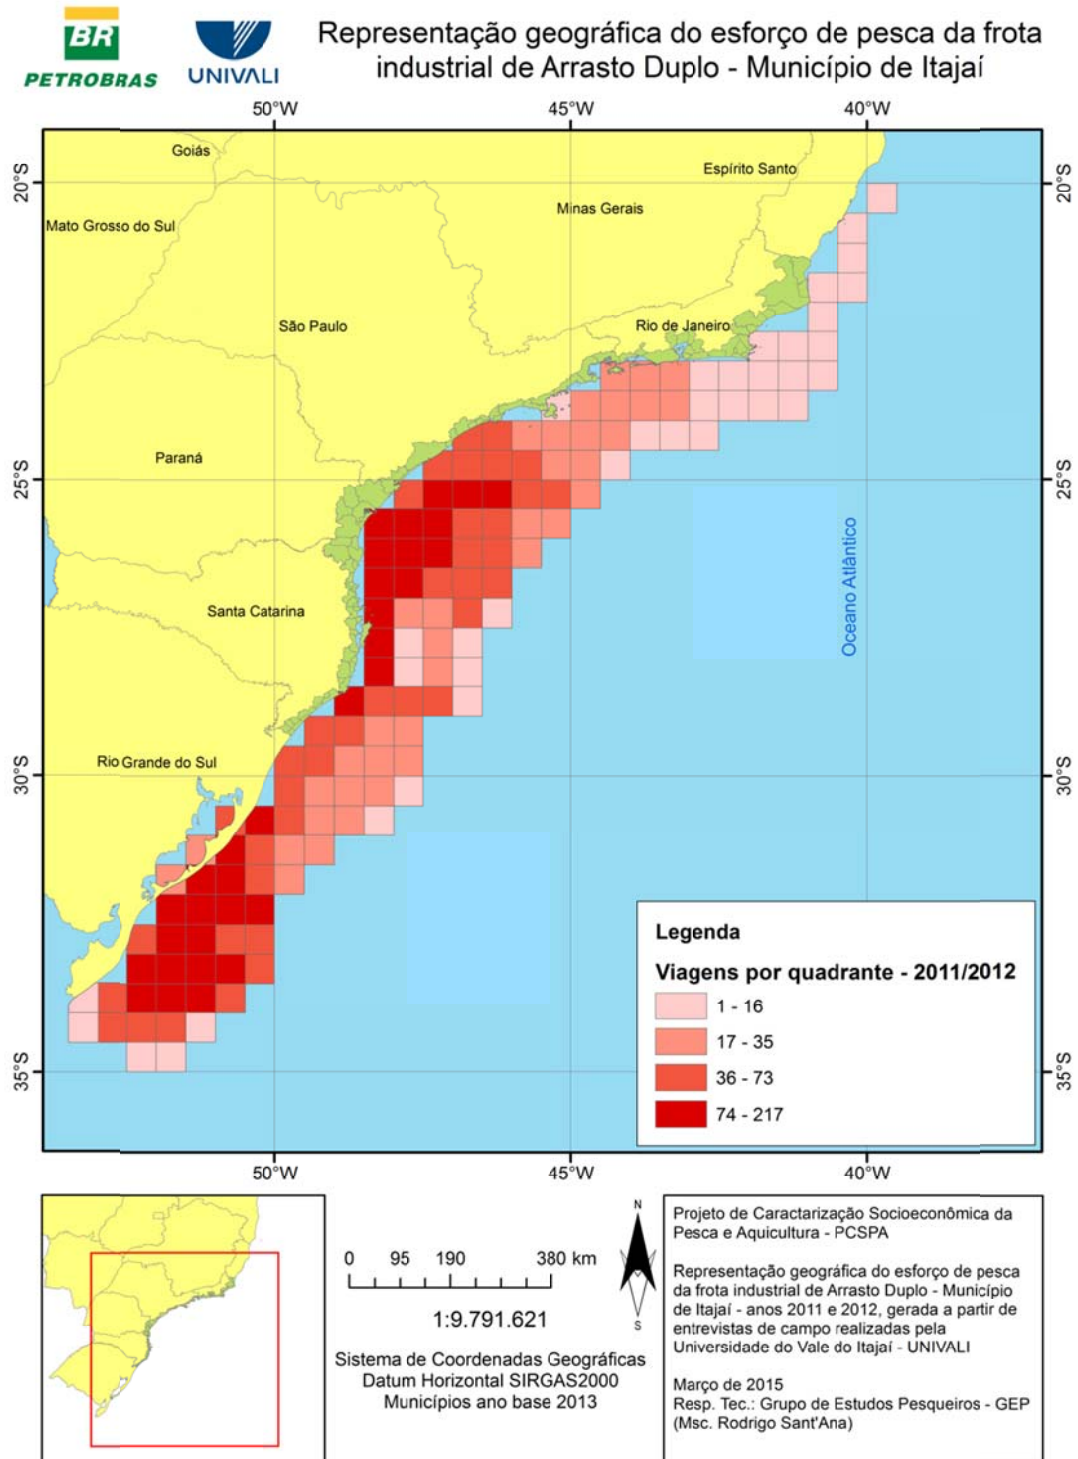 BR
PETROBRAS
UNIVALI
Representação geográfica do esforço de pesca da frota
industrial de Arrasto Duplo - Município de Itajaí
50°W
45°W
40°W
20°S
20°S
25°S
25°S
30°S
30°S
35°S
35°S
Goiás
Espírito Santo
Mato Grosso do Sul
Minas Gerais
São Paulo
Rio de Janeiro
Paraná
Oceano Atlântico
Santa Catarina
Rio Grande do Sul
Legenda
Viagens por quadrante - 2011/2012
1 - 16
17 - 35
36 - 73
74 - 217
50°W
45°W
40°W
0 95 190 380 km
1:9.791.621
Sistema de Coordenadas Geográficas
Datum Horizontal SIRGAS2000
Municípios ano base 2013
N
S
Projeto de Caractarização Socioeconômica da
Pesca e Aquicultura - PCSPA
Representação geográfica do esforço de pesca
da frota industrial de Arrasto Duplo - Município
de Itajaí - anos 2011 e 2012, gerada a partir de
entrevistas de campo realizadas pela
Universidade do Vale do Itajaí - UNIVALI
Março de 2015
Resp. Tec.: Grupo de Estudos Pesqueiros - GEP
(Msc. Rodrigo Sant'Ana)